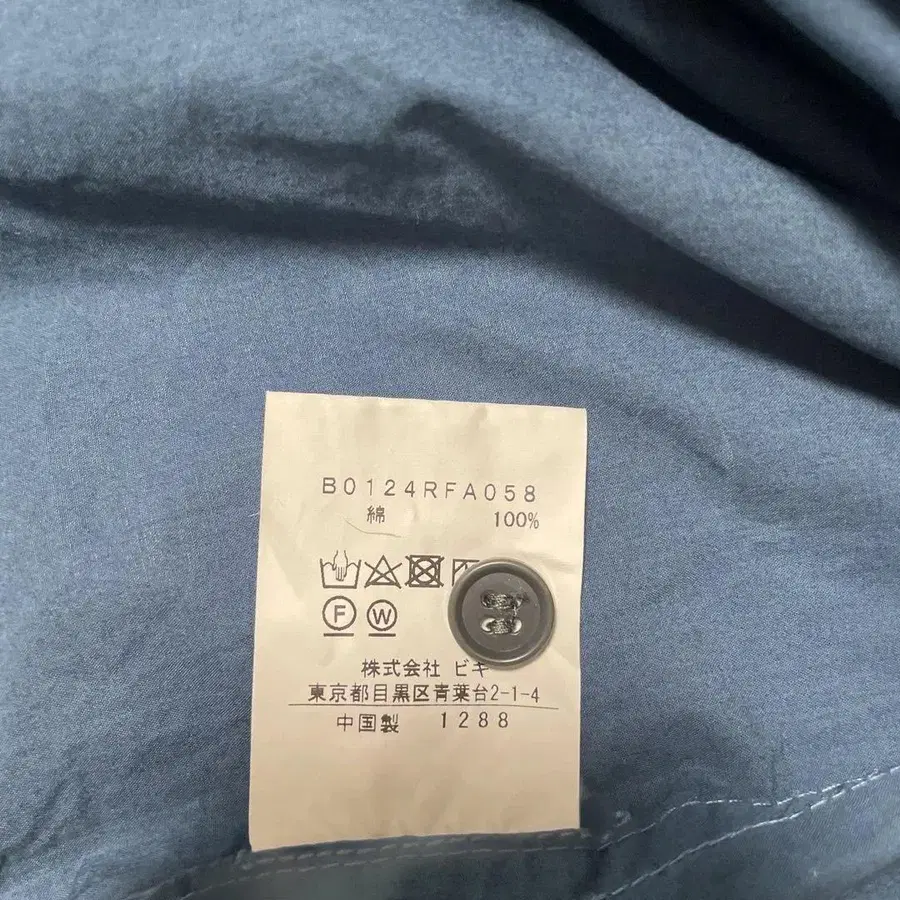 B0124RFA058
綿 100%
F W
株式会社 ビギ
東京都目黒区青葉台2-1-4
中国製 1288